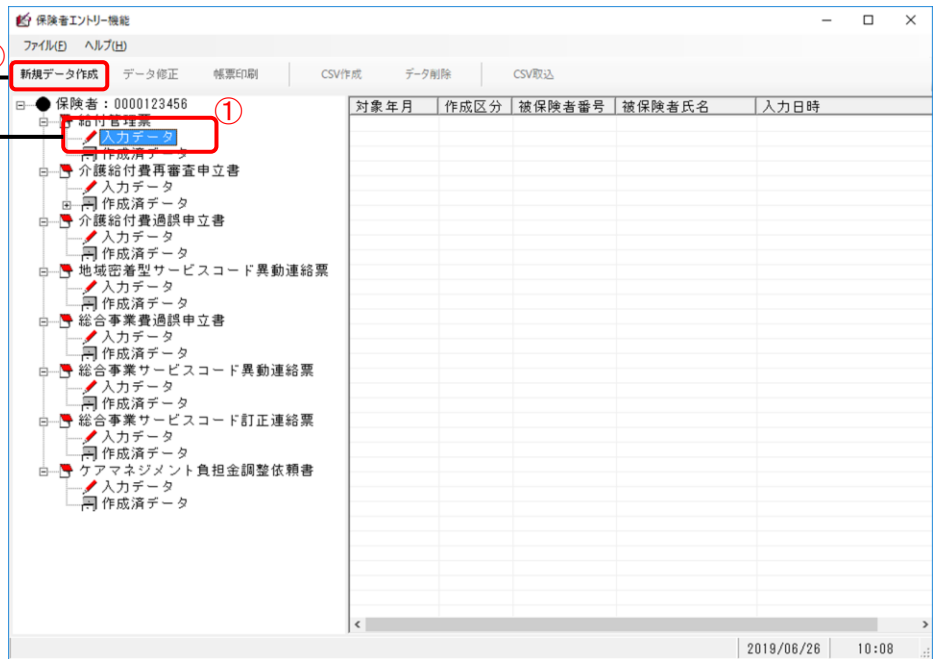 保険者エントリー機能
ファイル(F) ヘルプ(H)
新規データ作成 データ修正 帳票印刷 CSV作成 データ削除 CSV取込
保険者:0000123456
①
給付管理票
入力データ
作成済データ
介護給付費再審査申立書
入力データ
作成済データ
介護給付費過誤申立書
入力データ
作成済データ
地域密着型サービスコード異動連絡票
入力データ
作成済データ
総合事業費過誤申立書
入力データ
作成済データ
総合事業サービスコード異動連絡票
入力データ
作成済データ
総合事業サービスコード訂正連絡票
入力データ
作成済データ
ケアマネジメント負担金調整依頼書
入力データ
作成済データ
対象年月 作成区分 被保険者番号 被保険者氏名 入力日時
2019/06/26 10:08